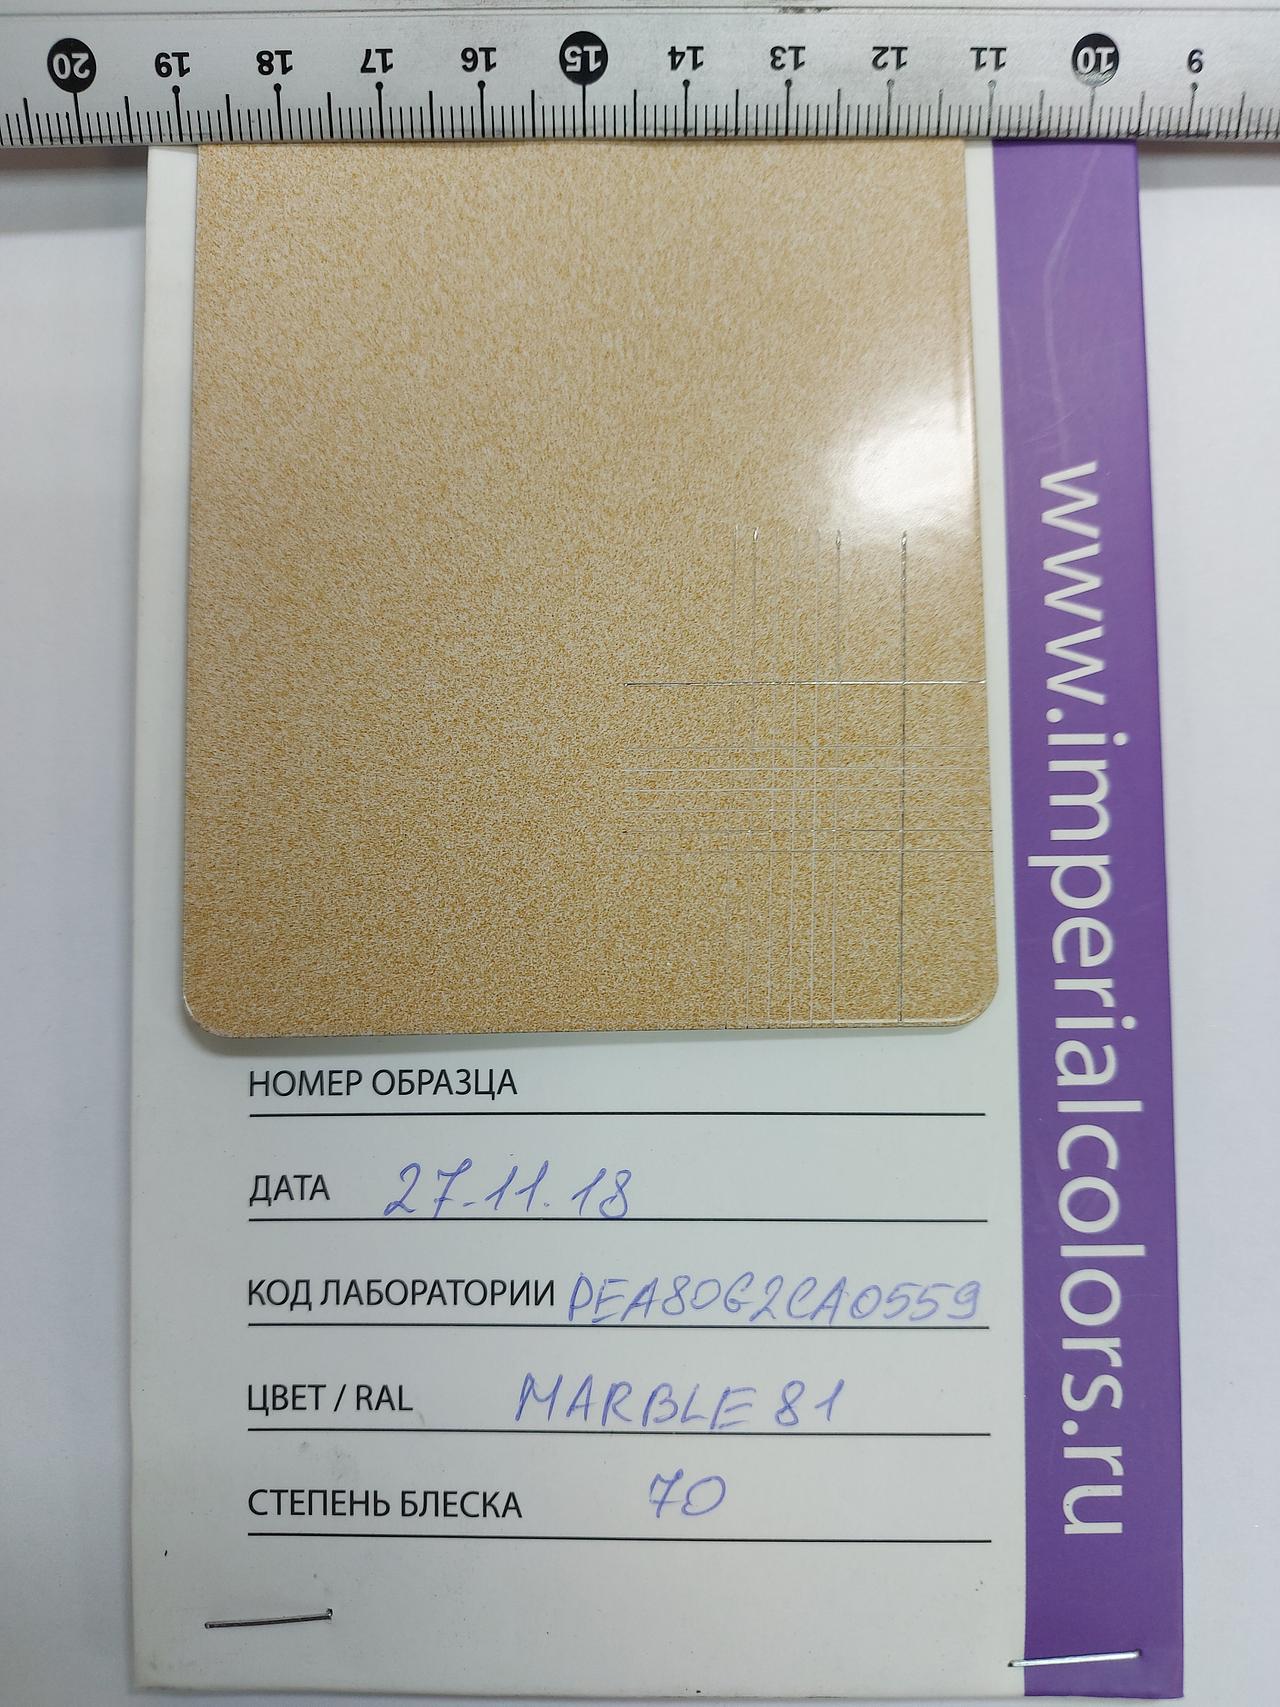 20 19 18 17 16 15 14 13 12 11 10 9
www.imperialcolors.ru
НОМЕР ОБРАЗЦА
ДАТА 27.11.18
КОД ЛАБОРАТОРИИ PEA80G2CA0559
ЦВЕТ / RAL MARBLE 81
СТЕПЕНЬ БЛЕСКА 70